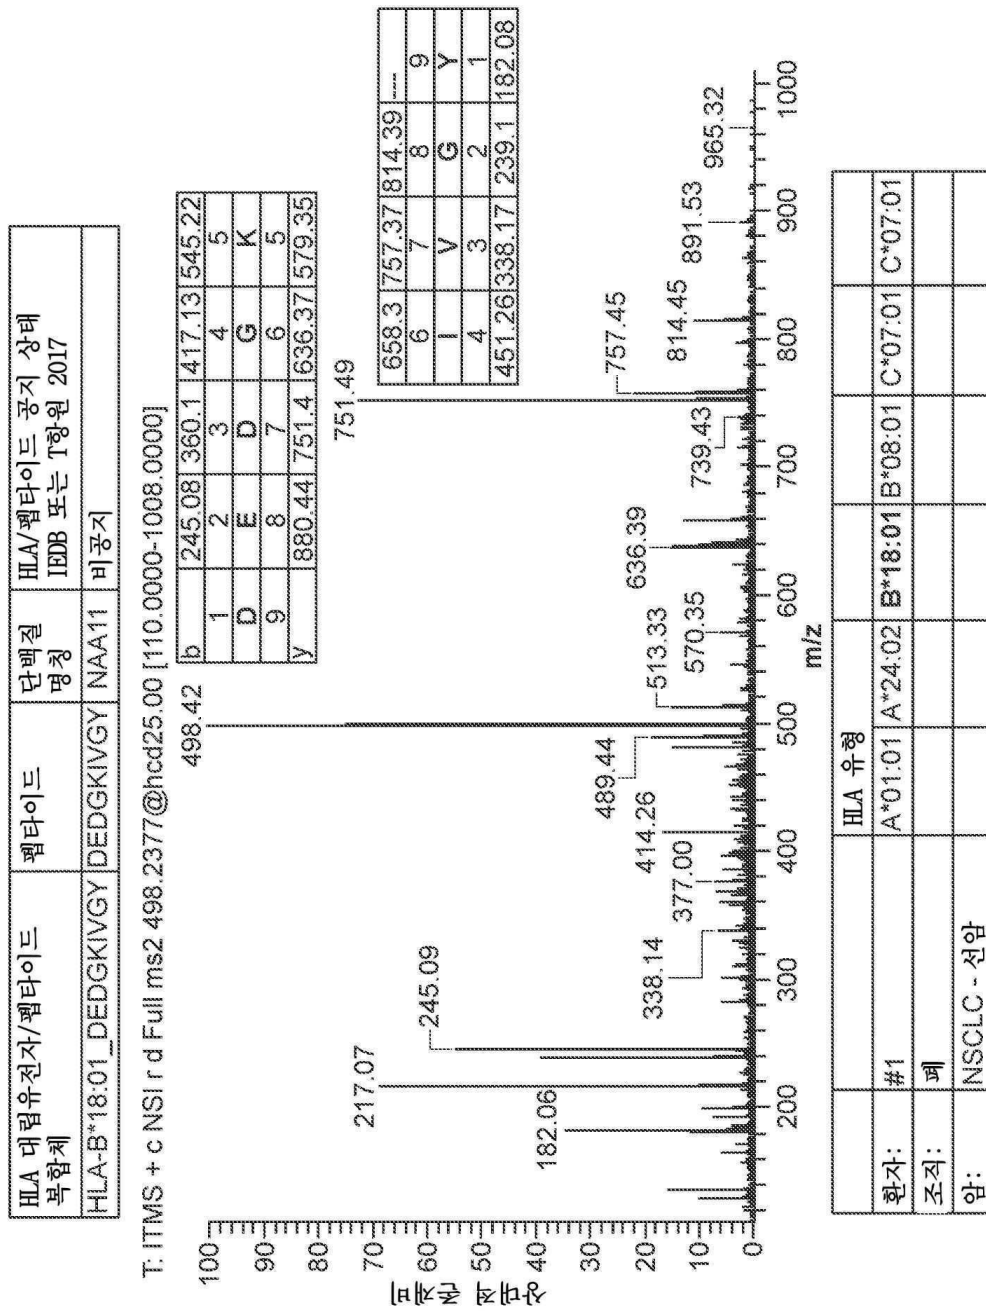 HLA 대립유전자/펩타이드 복합체 펩타이드 단백질 명칭 HLA/펩타이드 공지 상태 IEDB 또는 T항원 2017
HLA-B*18:01_DEDGKIVGY DEDGKIVGY NAA11 비공지
T: ITMS + c NSI r d Full ms2 498.2377@hcd25.00 [110.0000-1008.0000]
b 245.08 360.1 417.13 545.22
1 2 3 4 5
D E D G K
9 8 7 6 5
y 880.44 751.4 636.37 579.35
658.3 757.37 814.39 ---
6 7 8 9
I V G Y
4 3 2 1
451.26 338.17 239.1 182.08
498.42
751.49
217.07
245.09
182.06
338.14
377.00
414.26
489.44
513.33
570.35
636.39
739.43
757.45
814.45
891.53
965.32
상대적 존재비
100
90
80
70
60
50
40
30
20
10
0
200 300 400 500 600 700 800 900 1000
m/z
HLA 유형
환자: #1 A*01:01 A*24:02 B*18:01 B*08:01 C*07:01 C*07:01
조직: 폐
암: NSCLC - 선암